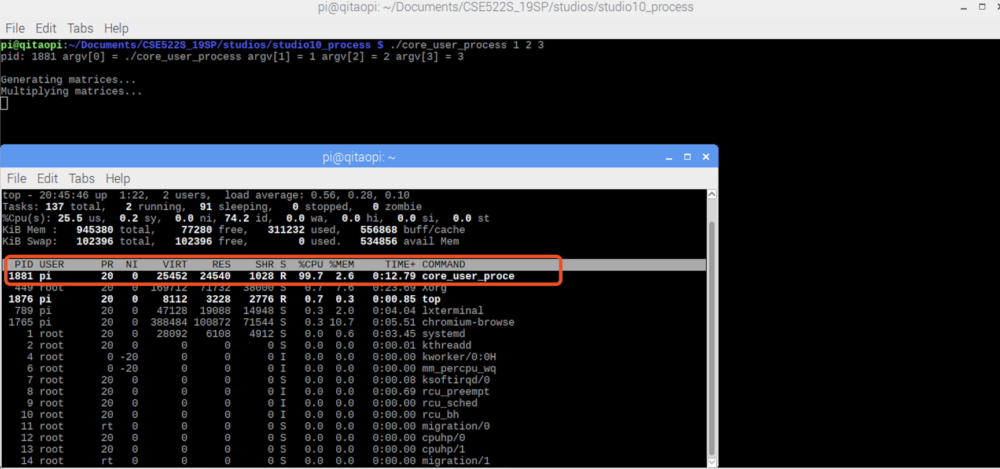 pi@qitaopi: ~/Documents/CSE522S_19SP/studios/studio10_process
File Edit Tabs Help
pi@qitaopi:~/Documents/CSE522S_19SP/studios/studio10_process $ ./core_user_process 1 2 3
pid: 1881 argv[0] = ./core_user_process argv[1] = 1 argv[2] = 2 argv[3] = 3
Generating matrices...
Multiplying matrices...
pi@qitaopi: ~
File Edit Tabs Help
top - 20:45:46 up  1:22,  2 users,  load average: 0.56, 0.28, 0.10
Tasks: 137 total,   2 running,  91 sleeping,   0 stopped,   0 zombie
%Cpu(s): 25.5 us,  0.2 sy,  0.0 ni, 74.2 id,  0.0 wa,  0.0 hi,  0.0 si,  0.0 st
KiB Mem :   945380 total,    77280 free,   311232 used,   556868 buff/cache
KiB Swap:   102396 total,   102396 free,        0 used.   534856 avail Mem
PID USER      PR  NI    VIRT    RES    SHR S  %CPU %MEM     TIME+ COMMAND
1881 pi        20   0   25452  24540   1028 R  99.7  2.6   0:12.79 core_user_proce
449 root      20   0  169712  71732  38000 S   0.7  7.6   0:23.69 Xorg
1876 pi        20   0    8112   3228   2776 R   0.7  0.3   0:00.85 top
789 pi        20   0   47128  19088  14948 S   0.3  2.0   0:04.04 lxterminal
1765 pi        20   0  388484 100872  71544 S   0.3 10.7   0:05.51 chromium-browse
1 root      20   0   28092   6108   4912 S   0.0  0.6   0:03.45 systemd
2 root      20   0       0      0      0 S   0.0  0.0   0:00.01 kthreadd
4 root       0 -20       0      0      0 I   0.0  0.0   0:00.00 kworker/0:0H
6 root       0 -20       0      0      0 I   0.0  0.0   0:00.00 mm_percpu_wq
7 root      20   0       0      0      0 S   0.0  0.0   0:00.08 ksoftirqd/0
8 root      20   0       0      0      0 I   0.0  0.0   0:00.69 rcu_preempt
9 root      20   0       0      0      0 I   0.0  0.0   0:00.00 rcu_sched
10 root      20   0       0      0      0 I   0.0  0.0   0:00.00 rcu_bh
11 root      rt   0       0      0      0 S   0.0  0.0   0:00.00 migration/0
12 root      20   0       0      0      0 S   0.0  0.0   0:00.00 cpuhp/0
13 root      20   0       0      0      0 S   0.0  0.0   0:00.00 cpuhp/1
14 root      rt   0       0      0      0 S   0.0  0.0   0:00.00 migration/1